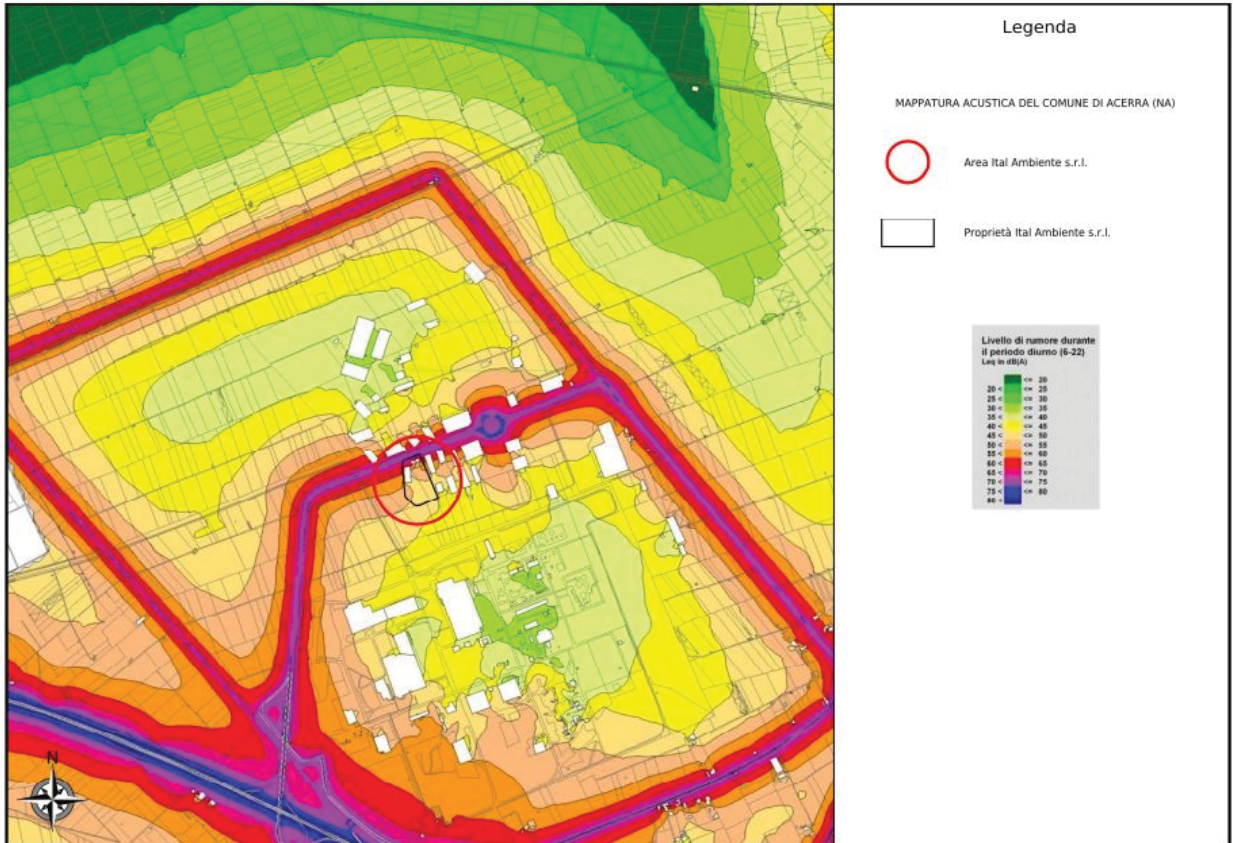 Legenda
MAPPATURA ACUSTICA DEL COMUNE DI ACERRA (NA)
Area Ital Ambiente s.r.l.
Proprietà Ital Ambiente s.r.l.
Livello di rumore durante
il periodo diurno (6-22)
Leq in dB(A)
<= 20
20 < <= 25
25 < <= 30
30 < <= 35
35 < <= 40
40 < <= 45
45 < <= 50
50 < <= 55
55 < <= 60
60 < <= 65
65 < <= 70
70 < <= 75
75 < <= 80
80 <
N